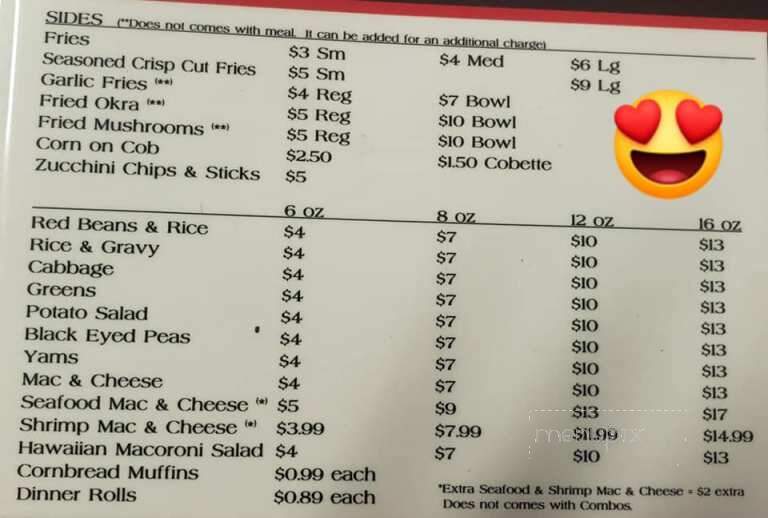 SIDES (**Does not comes with meal. It can be added for an additional charge)
Fries $3 Sm $4 Med $6 Lg
Seasoned Crisp Cut Fries $5 Sm $9 Lg
Garlic Fries (**) $4 Reg $7 Bowl
Fried Okra (**) $5 Reg $10 Bowl
Fried Mushrooms (**) $5 Reg $10 Bowl
Corn on Cob $2.50 $1.50 Cobette
Zucchini Chips & Sticks $5
6 oz 8 oz 12 oz 16 oz
Red Beans & Rice $4 $7 $10 $13
Rice & Gravy $4 $7 $10 $13
Cabbage $4 $7 $10 $13
Greens $4 $7 $10 $13
Potato Salad $4 $7 $10 $13
Black Eyed Peas $4 $7 $10 $13
Yams $4 $7 $10 $13
Mac & Cheese $4 $7 $10 $13
Seafood Mac & Cheese (*) $5 $9 $13 $17
Shrimp Mac & Cheese (*) $3.99 $7.99 $11.99 $14.99
Hawaiian Macoroni Salad $4 $7 $10 $13
Cornbread Muffins $0.99 each
Dinner Rolls $0.89 each
*Extra Seafood & Shrimp Mac & Cheese = $2 extra
Does not comes with Combos.
menupix